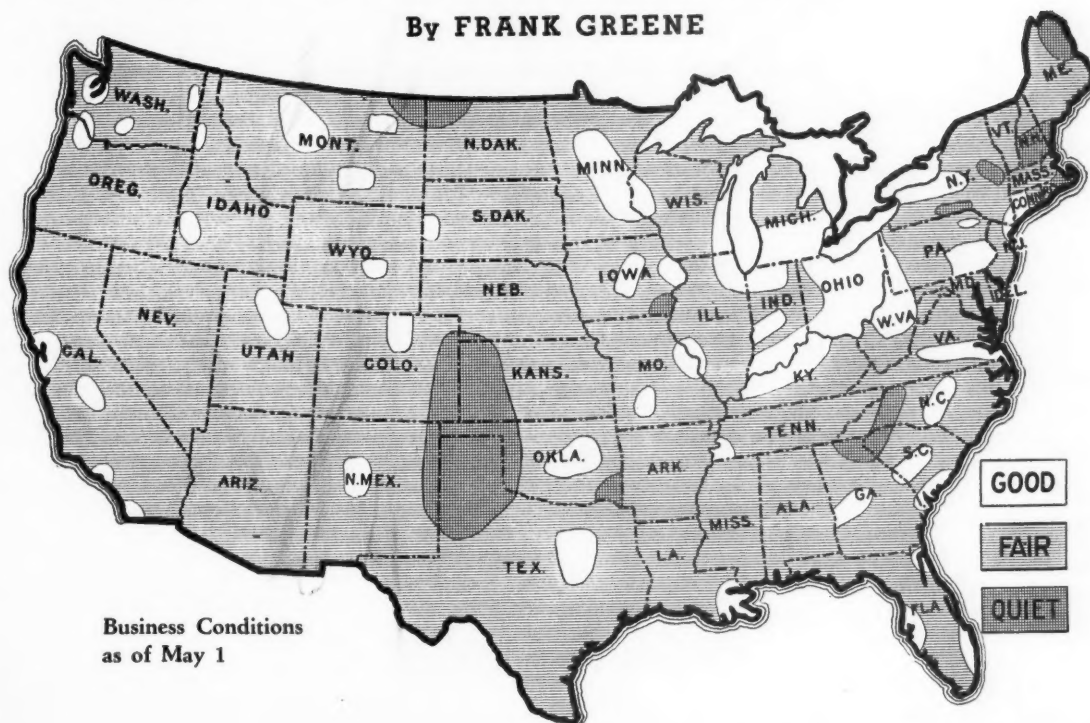 By FRANK GREENE
WASH.
MONT.
N.DAK.
MINN.
OREG.
IDAHO
S.DAK.
WIS.
MICH.
VT.
N.H.
ME.
N.Y.
MASS.
CONN.
WYO.
NEB.
IOWA
ILL.
IND.
OHIO
PA.
N.J.
MD.
DEL.
W.VA.
VA.
NEV.
UTAH
COLO.
KANS.
MO.
KY.
CAL.
ARIZ.
N.MEX.
OKLA.
ARK.
TENN
N.C.
S.C.
TEX.
LA.
MISS.
ALA.
GA.
FLA
GOOD
FAIR
QUIET
Business Conditions
as of May 1